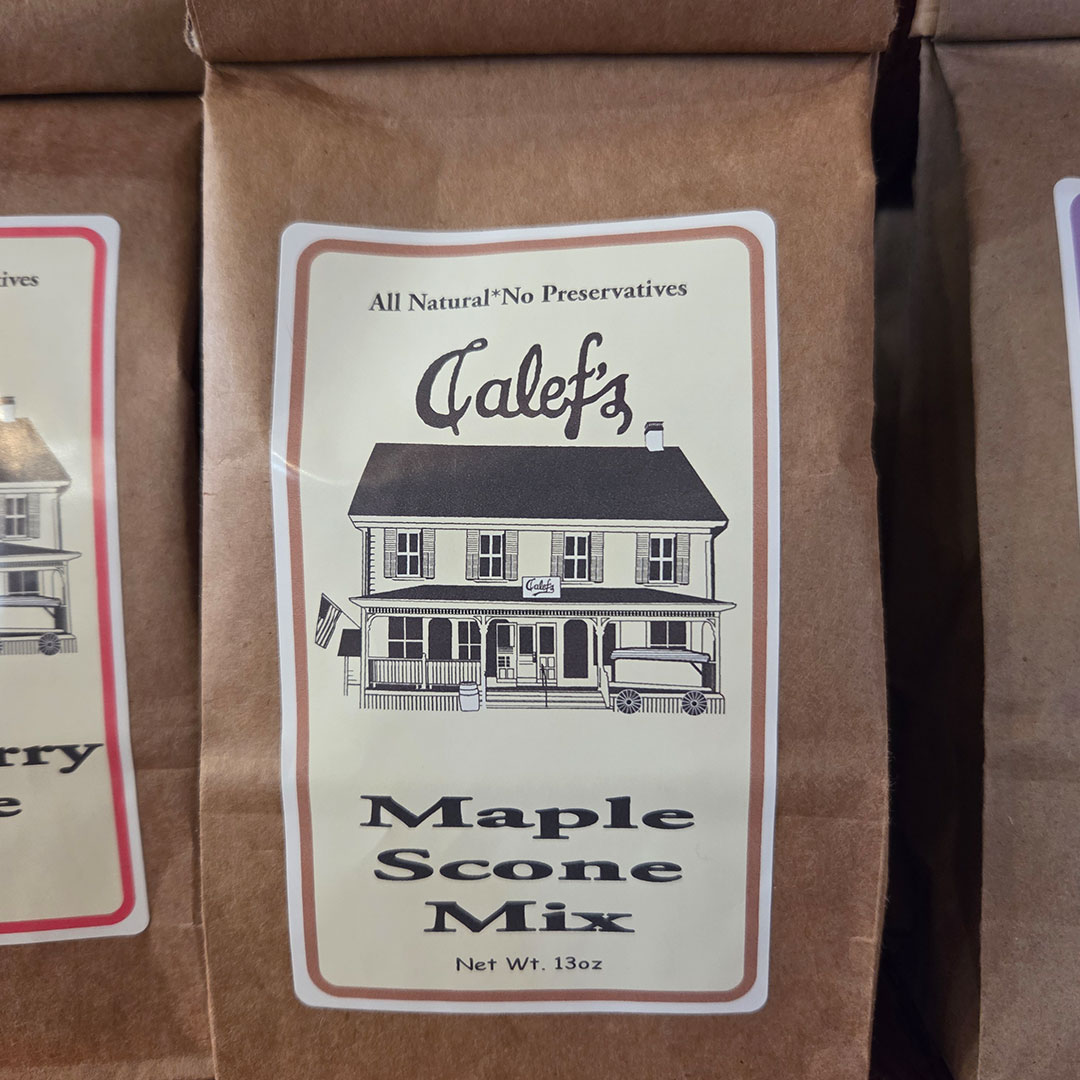 All Natural*No Preservatives
Calef's
Calef's
Maple
Scone
Mix
Net Wt. 13oz